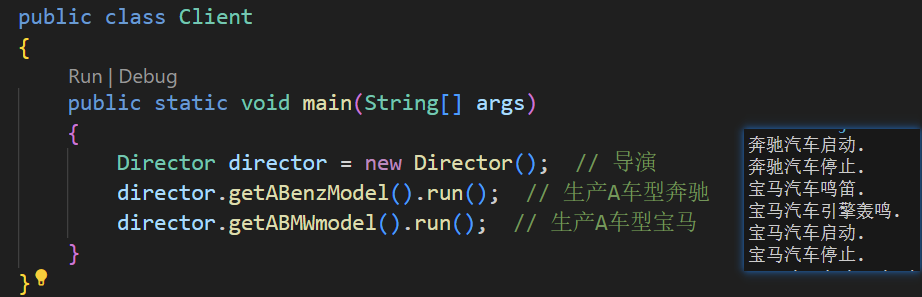 public class Client
{
Run | Debug
public static void main(String[] args)
{
Director director = new Director();  // 导演
director.getABenzModel().run();  // 生产A车型奔驰
director.getABMWmodel().run();  // 生产A车型宝马
}
}
奔驰汽车启动.
奔驰汽车停止.
宝马汽车鸣笛.
宝马汽车引擎轰鸣.
宝马汽车启动.
宝马汽车停止.